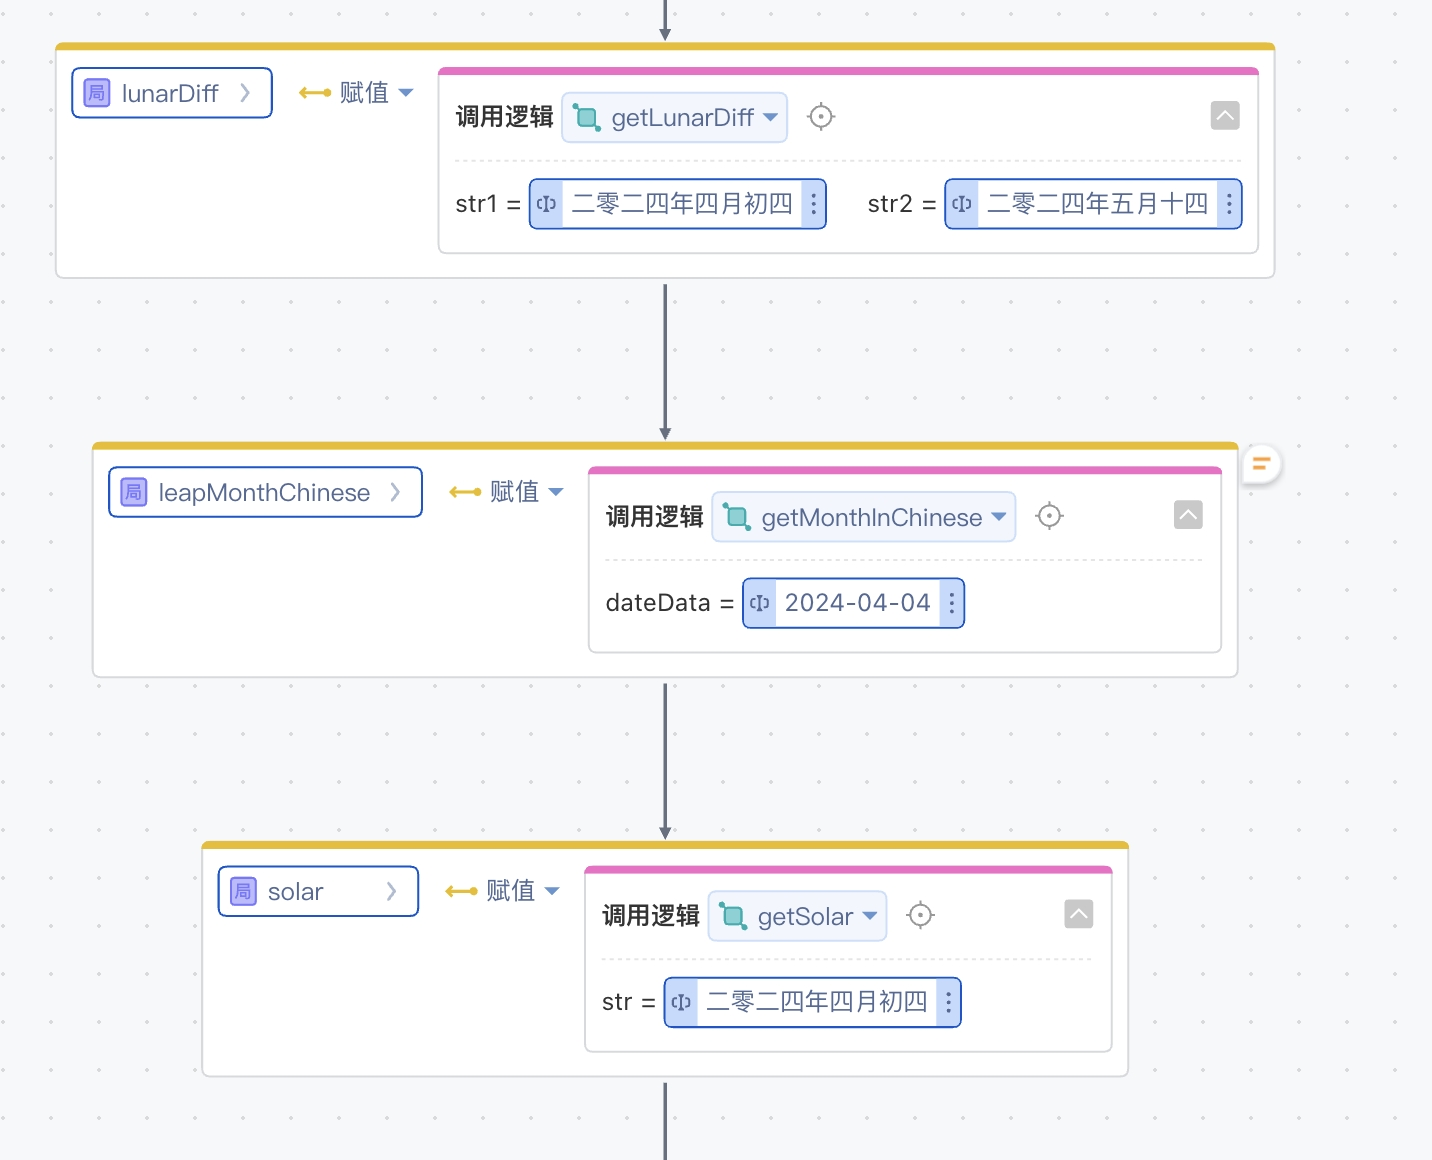 局 lunarDiff 赋值
调用逻辑 getLunarDiff
str1 = 二零二四年四月初四 str2 = 二零二四年五月十四
局 leapMonthChinese 赋值
调用逻辑 getMonthInChinese
dateData = 2024-04-04
局 solar 赋值
调用逻辑 getSolar
str = 二零二四年四月初四